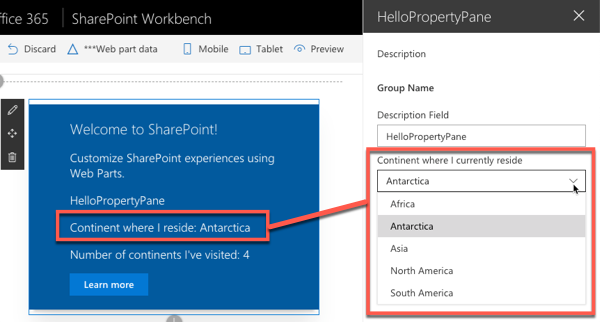 ffice 365
SharePoint Workbench
Discard
***Web part data
Mobile
Tablet
Preview
Welcome to SharePoint!
Customize SharePoint experiences using
Web Parts.
HelloPropertyPane
Continent where I reside: Antarctica
Number of continents I've visited: 4
Learn more
HelloPropertyPane
Description
Group Name
Description Field
HelloPropertyPane
Continent where I currently reside
Antarctica
Africa
Antarctica
Asia
North America
South America